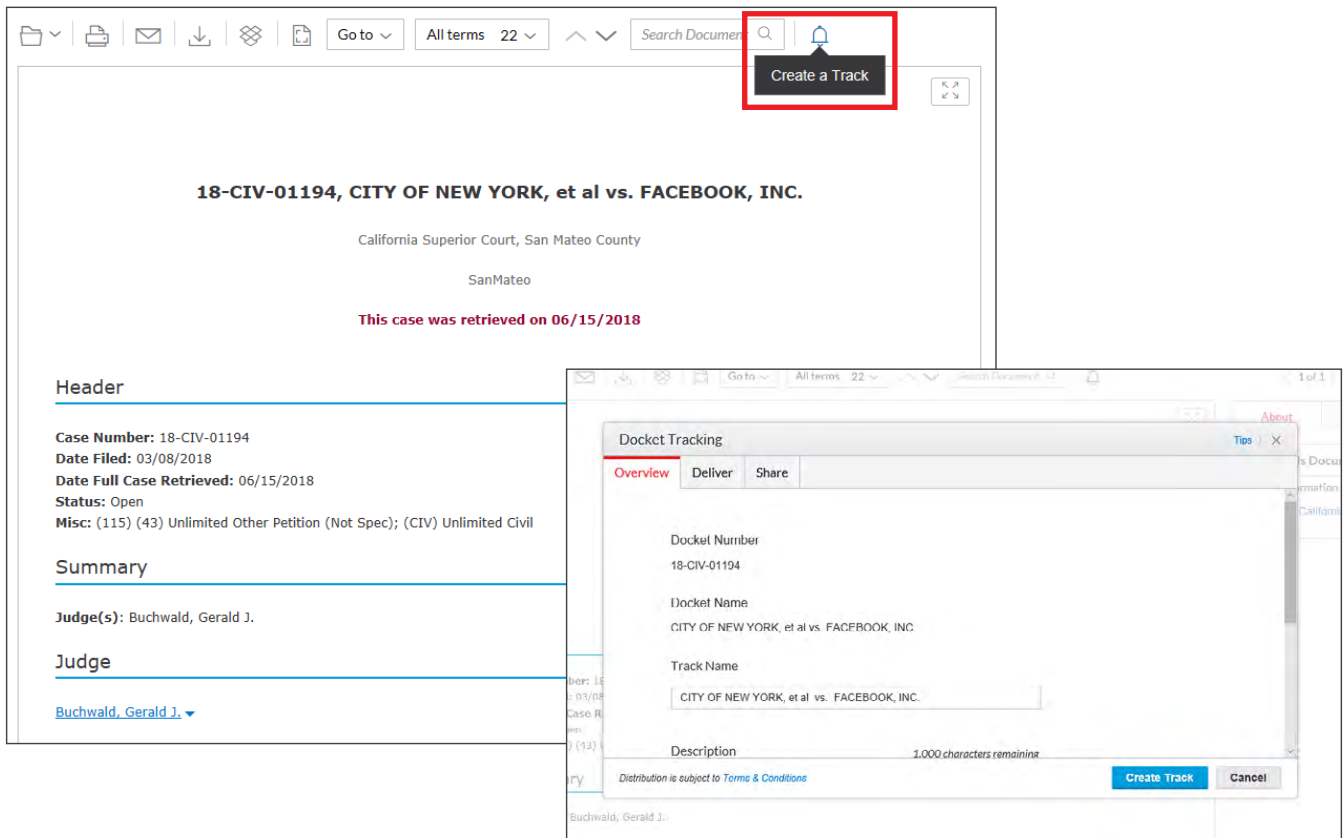 Go to All terms 22 Search Document
Create a Track
18-CIV-01194, CITY OF NEW YORK, et al vs. FACEBOOK, INC.
California Superior Court, San Mateo County
SanMateo
This case was retrieved on 06/15/2018
Header
Case Number: 18-CIV-01194
Date Filed: 03/08/2018
Date Full Case Retrieved: 06/15/2018
Status: Open
Misc: (115) (43) Unlimited Other Petition (Not Spec); (CIV) Unlimited Civil
Summary
Judge(s): Buchwald, Gerald J.
Judge
Buchwald, Gerald J.
Go to All terms 22 Search Document 1 of 1
About
Docket Tracking Tips
Overview Deliver Share
Docket Number
18-CIV-01194
Docket Name
CITY OF NEW YORK, et al vs. FACEBOOK, INC
Track Name
CITY OF NEW YORK, et al vs. FACEBOOK, INC.
Description 1,000 characters remaining
Distribution is subject to Terms & Conditions Create Track Cancel
Buchwald, Gerald J.